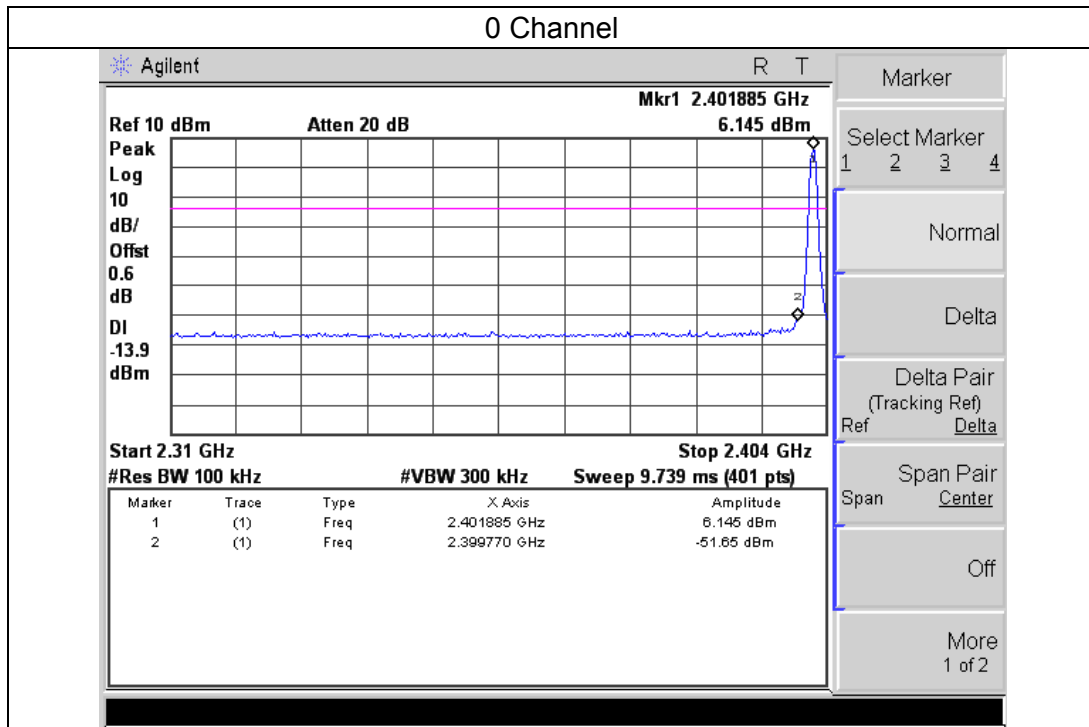 0 Channel
Agilent R T
Mkr1 2.401885 GHz
Ref 10 dBm Atten 20 dB 6.145 dBm
Peak
Log
10
dB/
Offst
0.6
dB
DI
-13.9
dBm
2
Start 2.31 GHz Stop 2.404 GHz
#Res BW 100 kHz #VBW 300 kHz Sweep 9.739 ms (401 pts)
Marker Trace Type X Axis Amplitude
1 (1) Freq 2.401885 GHz 6.145 dBm
2 (1) Freq 2.399770 GHz -51.65 dBm
Marker
Select Marker
1 2 3 4
Normal
Delta
Delta Pair
(Tracking Ref)
Ref Delta
Span Pair
Span Center
Off
More
1 of 2